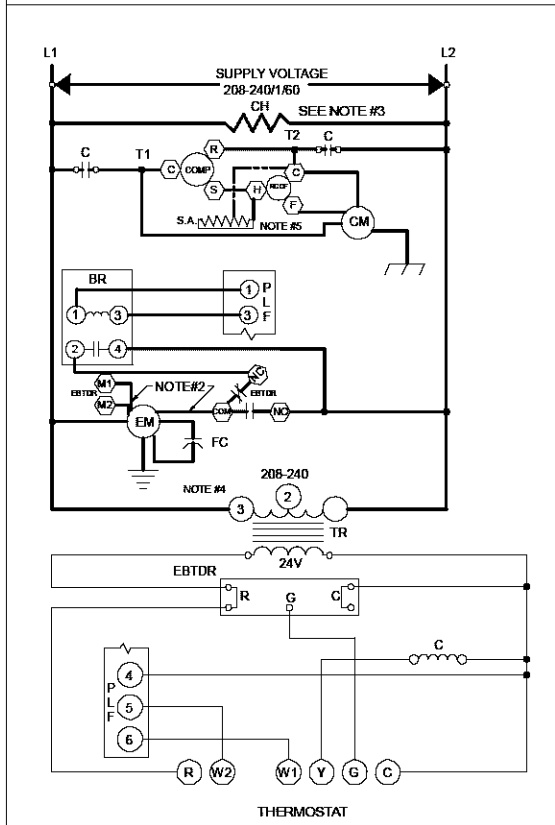 L1 L2
SUPPLY VOLTAGE
208-240/1/60
CH SEE NOTE #3
C T1 R T2 C
C COMP C
S H F
S.A. NOTE #5 CM
BR
1 P
1 3 3 L
F
2 4
M1 NOTE#2 NC
EBTDR EBTDR
M2
EM COM NO
FC
208-240
NOTE #4
3 2
TR
24V
EBTDR
R G C
C
4
P
L 5
F
6
R W2 W1 Y G C
THERMOSTAT